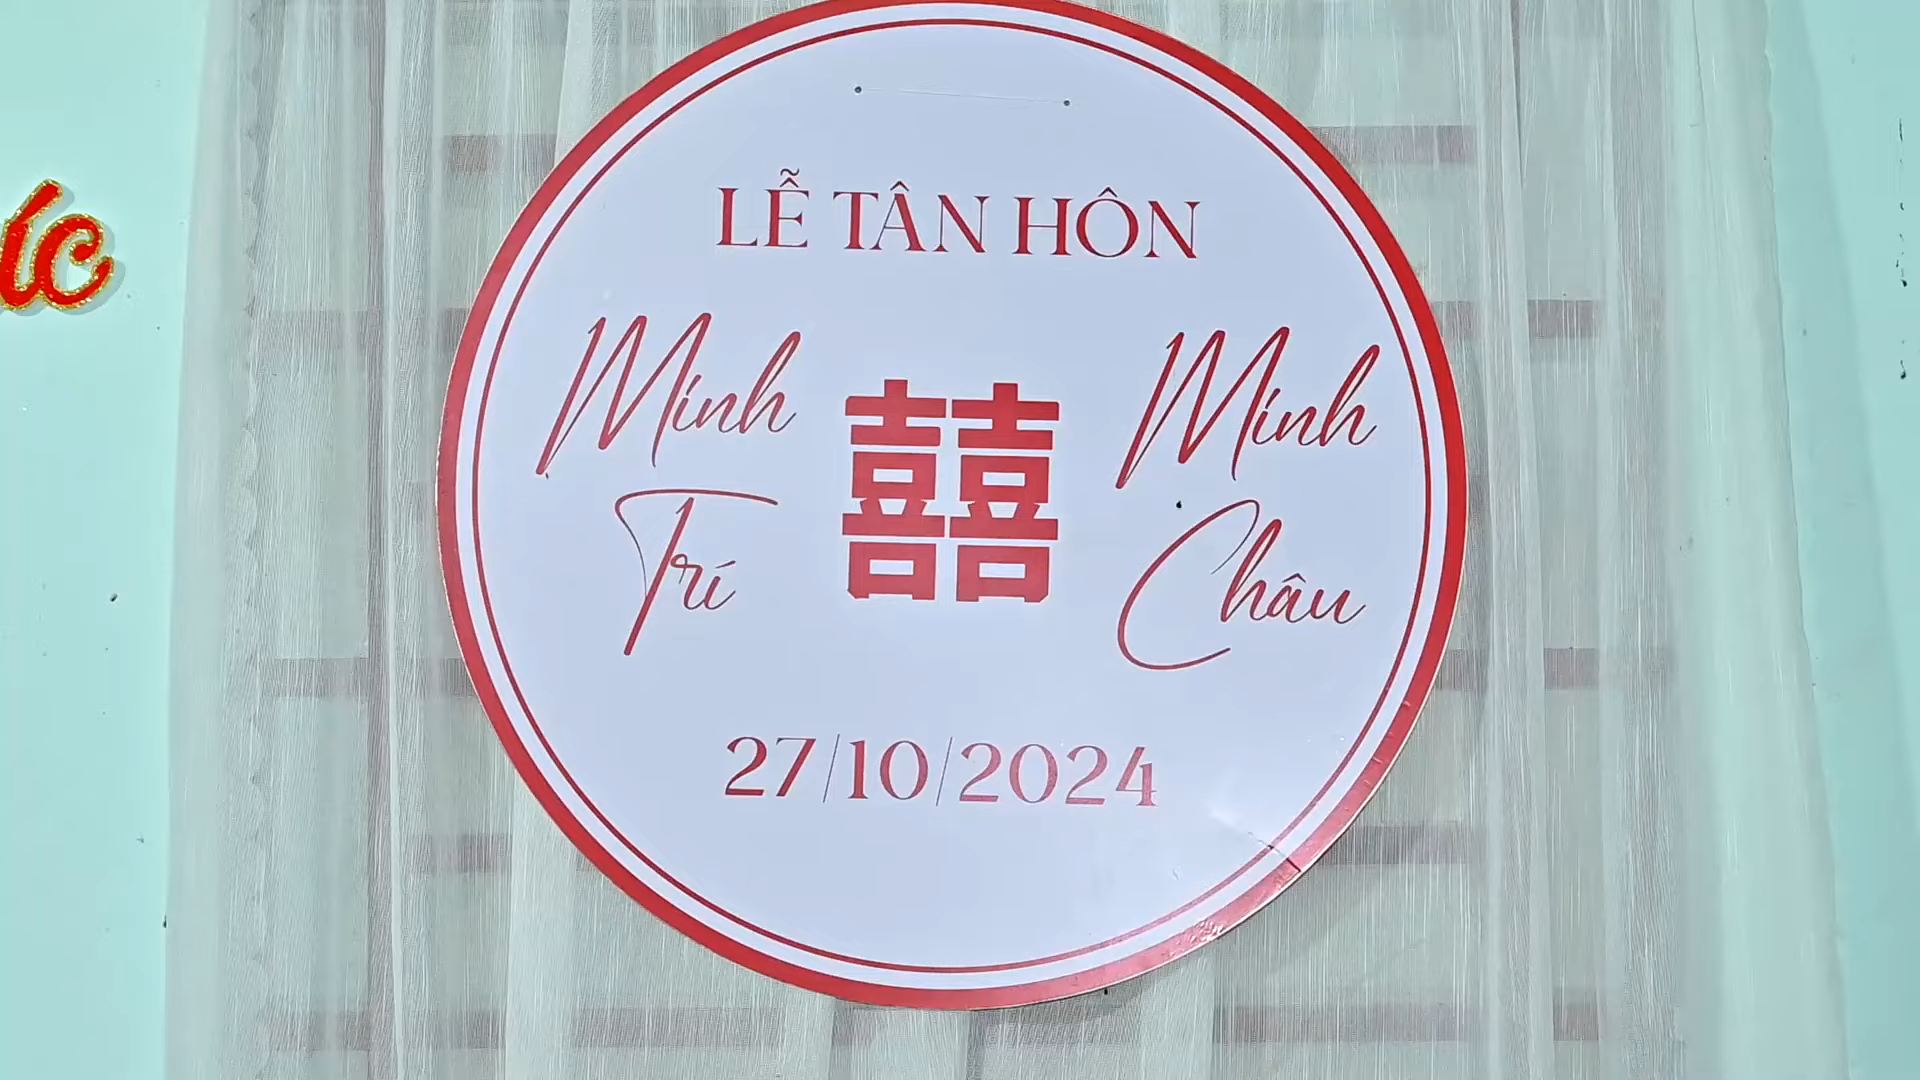 LỄ TÂN HÔN
Minh Trí
囍
Minh Châu
27/10/2024